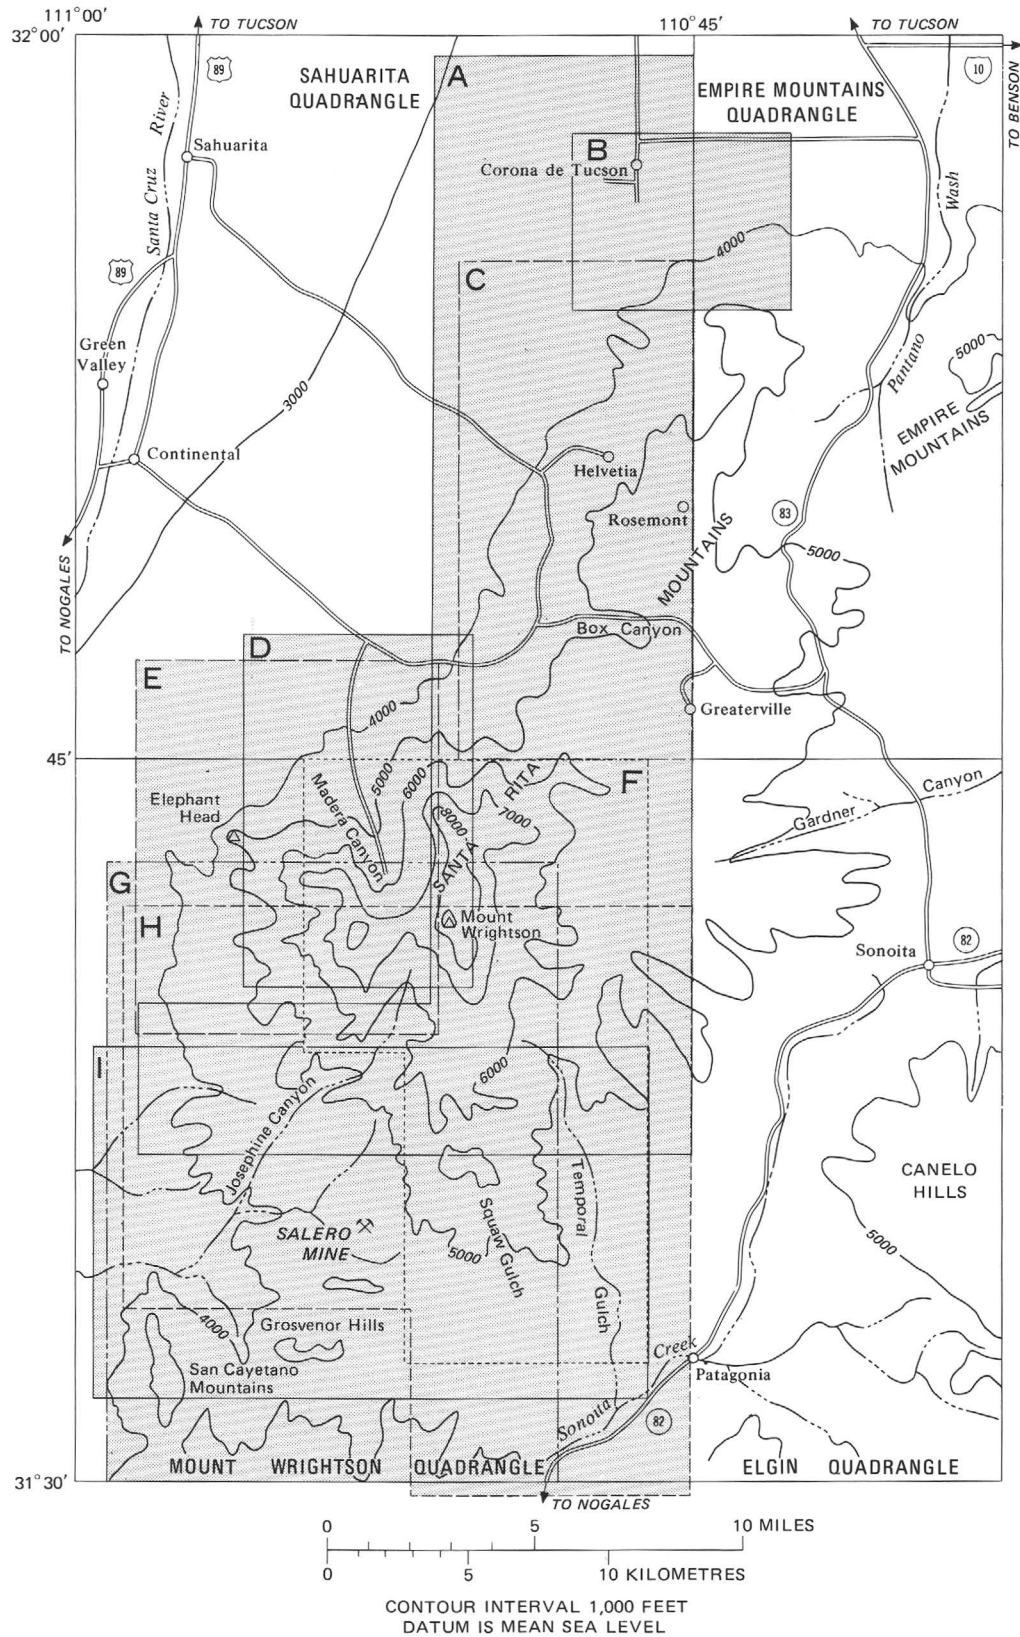 111°00'
TO TUCSON
110°45'
TO TUCSON
32°00'
89
SAHUARITA
QUADRANGLE
A
EMPIRE MOUNTAINS
QUADRANGLE
10
TO BENSON
Santa Cruz River
Sahuarita
B
Corona de Tucson
Wash
4000
89
C
Green
Valley
3000
Pantano
5000
EMPIRE
MOUNTAINS
Continental
Helvetia
Rosemont
83
MOUNTAINS
5000
TO NOGALES
Box Canyon
D
E
4000
Greaterville
45'
5000
6000
RITA
F
Canyon
Elephant
Head
Madera Canyon
8000
7000
Gardner
SANTA
G
H
Mount
Wrightson
Sonoita
82
I
6000
Josephine Canyon
Temporal
CANELO
HILLS
SALERO
MINE
Squaw Gulch
5000
5000
4000
Grosvenor Hills
Gulch
Creek
San Cayetano
Mountains
Patagonia
Sonoita
82
MOUNT WRIGHTSON QUADRANGLE
ELGIN QUADRANGLE
31°30'
TO NOGALES
0 5 10 MILES
0 5 10 KILOMETRES
CONTOUR INTERVAL 1,000 FEET
DATUM IS MEAN SEA LEVEL